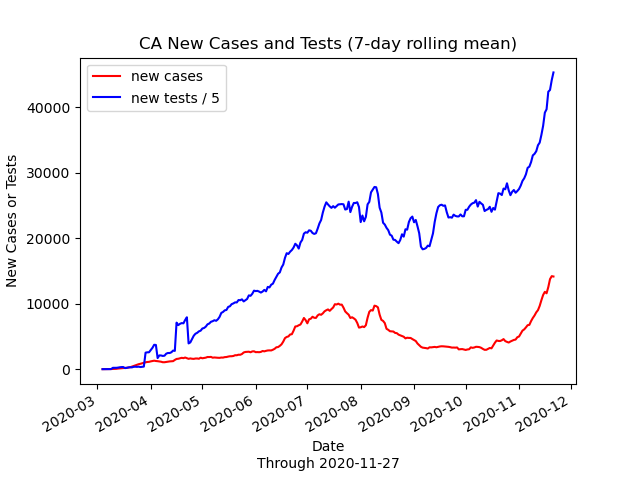 CA New Cases and Tests (7-day rolling mean)
new cases
new tests / 5
New Cases or Tests
40000
30000
20000
10000
0
2020-03
2020-04
2020-05
2020-06
2020-07
2020-08
2020-09
2020-10
2020-11
2020-12
Date
Through 2020-11-27